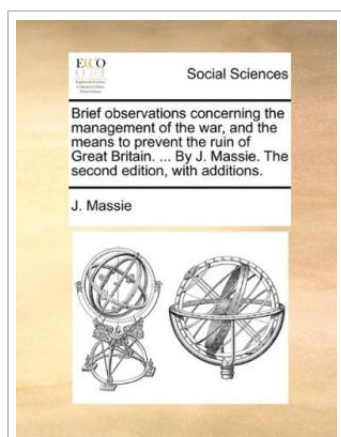 ECCO
Social Sciences
Brief observations concerning the
management of the war, and the
means to prevent the ruin of
Great Britain. ... By J. Massie. The
second edition, with additions.
J. Massie